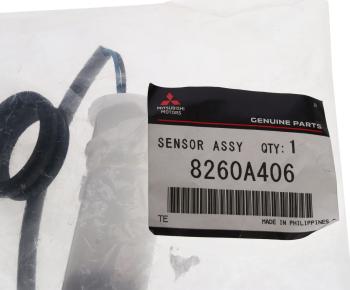 MITSUBISHI
MOTORS
GENUINE PARTS
SENSOR ASSY QTY: 1
8260A406
TE
MADE IN PHILIPPINES